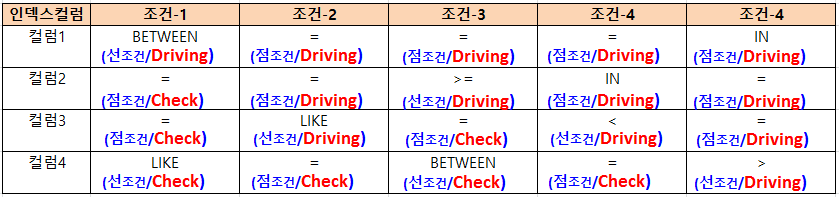 인덱스컬럼 조건-1 조건-2 조건-3 조건-4 조건-4
컬럼1 BETWEEN = = = IN
(선조건/Driving) (점조건/Driving) (점조건/Driving) (점조건/Driving) (점조건/Driving)
컬럼2 = = >= IN =
(점조건/Check) (점조건/Driving) (선조건/Driving) (점조건/Driving) (점조건/Driving)
컬럼3 = LIKE = < =
(점조건/Check) (선조건/Driving) (점조건/Check) (선조건/Driving) (점조건/Driving)
컬럼4 LIKE = BETWEEN = >
(선조건/Check) (점조건/Check) (선조건/Check) (점조건/Check) (선조건/Driving)